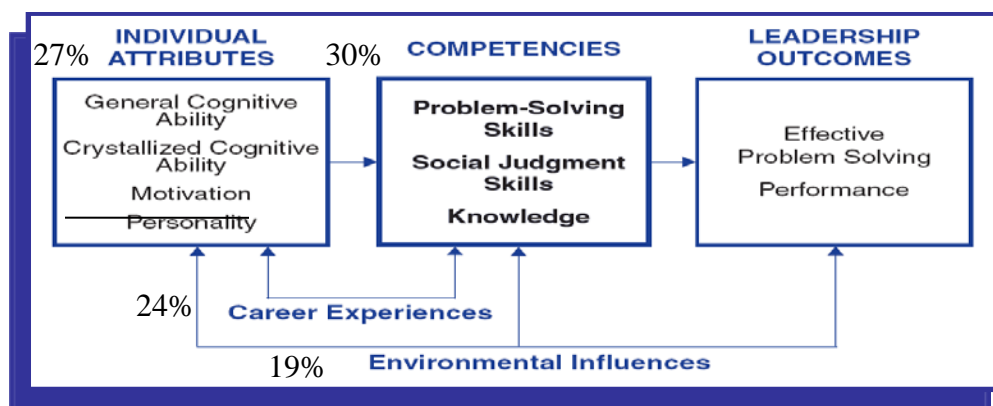 27%
INDIVIDUAL
ATTRIBUTES
General Cognitive
Ability
Crystallized Cognitive
Ability
Motivation
Personality
30%
COMPETENCIES
Problem-Solving
Skills
Social Judgment
Skills
Knowledge
LEADERSHIP
OUTCOMES
Effective
Problem Solving
Performance
24%
Career Experiences
19%
Environmental Influences